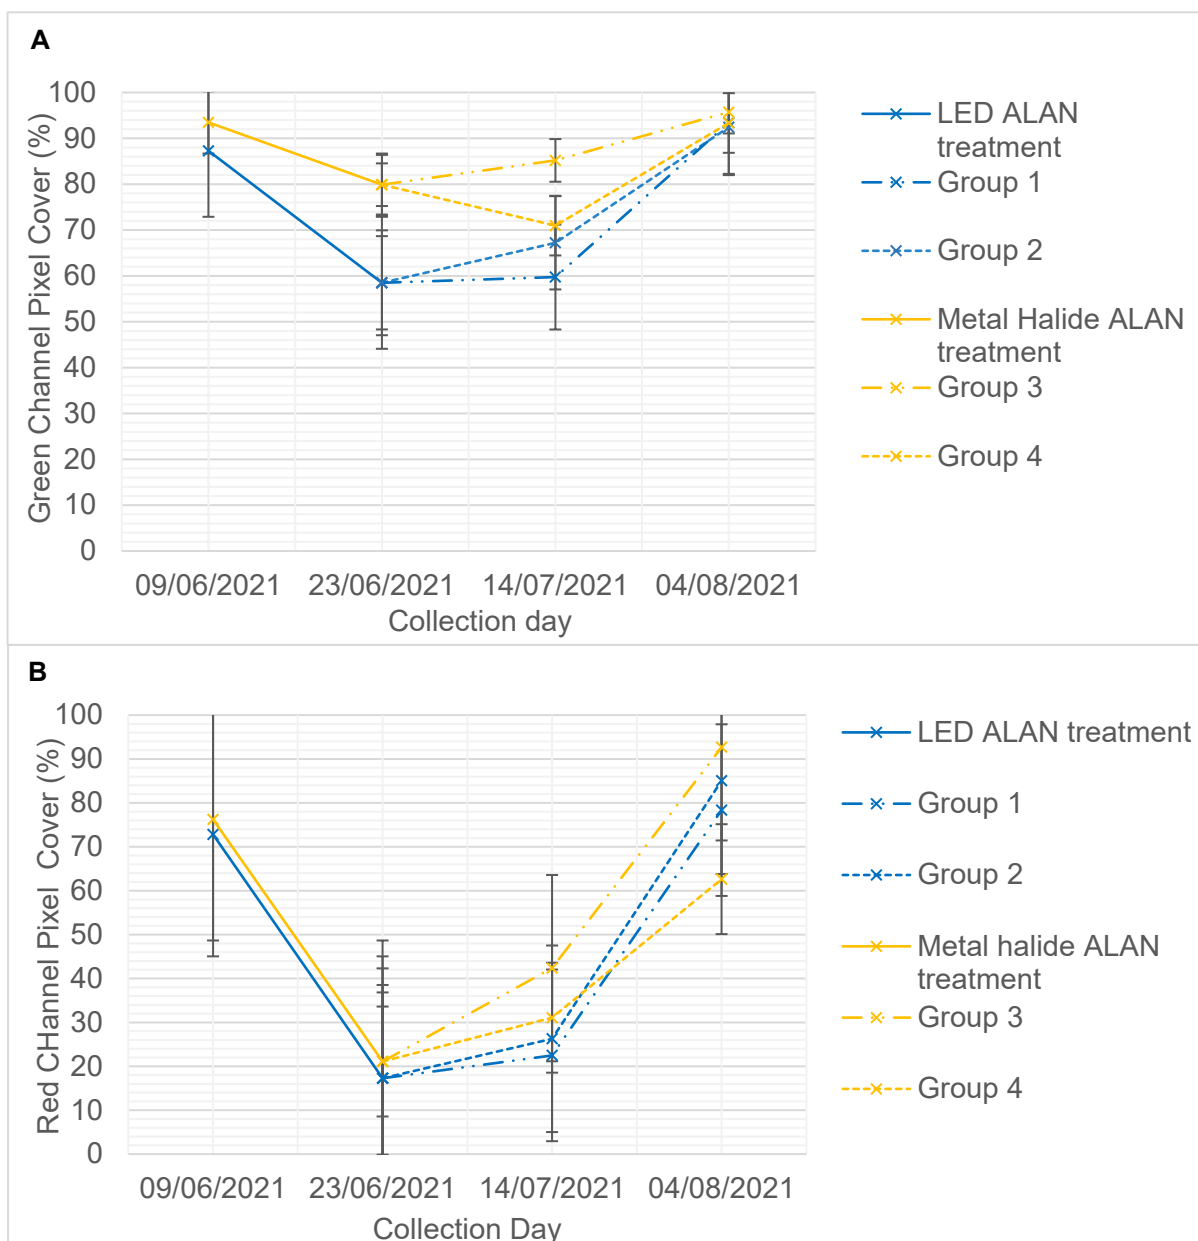 A
Green Channel Pixel Cover (%)
100
90
80
70
60
50
40
30
20
10
0
09/06/2021 23/06/2021 14/07/2021 04/08/2021
Collection day
LED ALAN
treatment
Group 1
Group 2
Metal Halide ALAN
treatment
Group 3
Group 4
B
Red CHannel Pixel Cover (%)
100
90
80
70
60
50
40
30
20
10
0
09/06/2021 23/06/2021 14/07/2021 04/08/2021
Collection Day
LED ALAN treatment
Group 1
Group 2
Metal halide ALAN
treatment
Group 3
Group 4